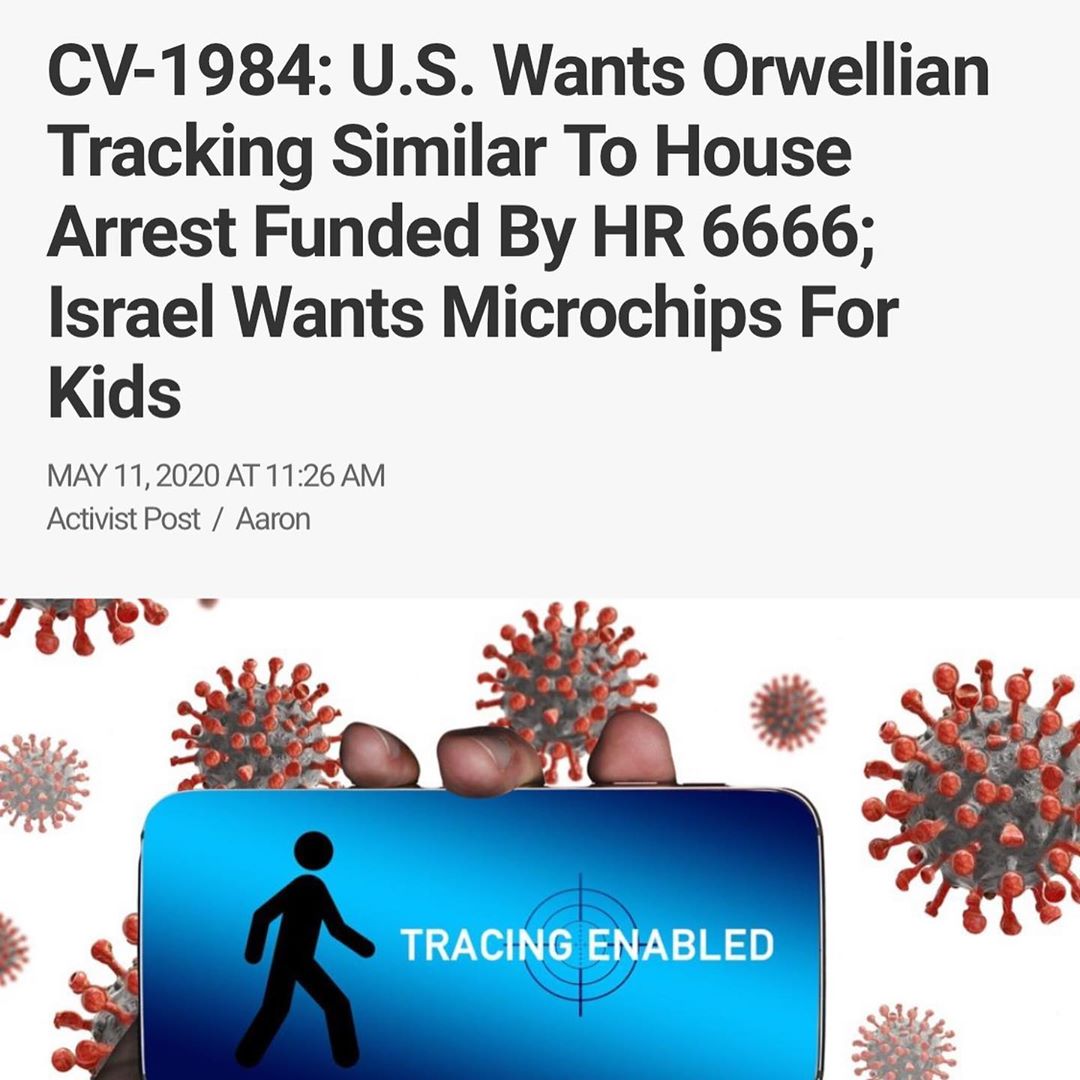 CV-1984: U.S. Wants Orwellian
Tracking Similar To House
Arrest Funded By HR 6666;
Israel Wants Microchips For
Kids
MAY 11, 2020 AT 11:26 AM
Activist Post / Aaron
TRACING ENABLED